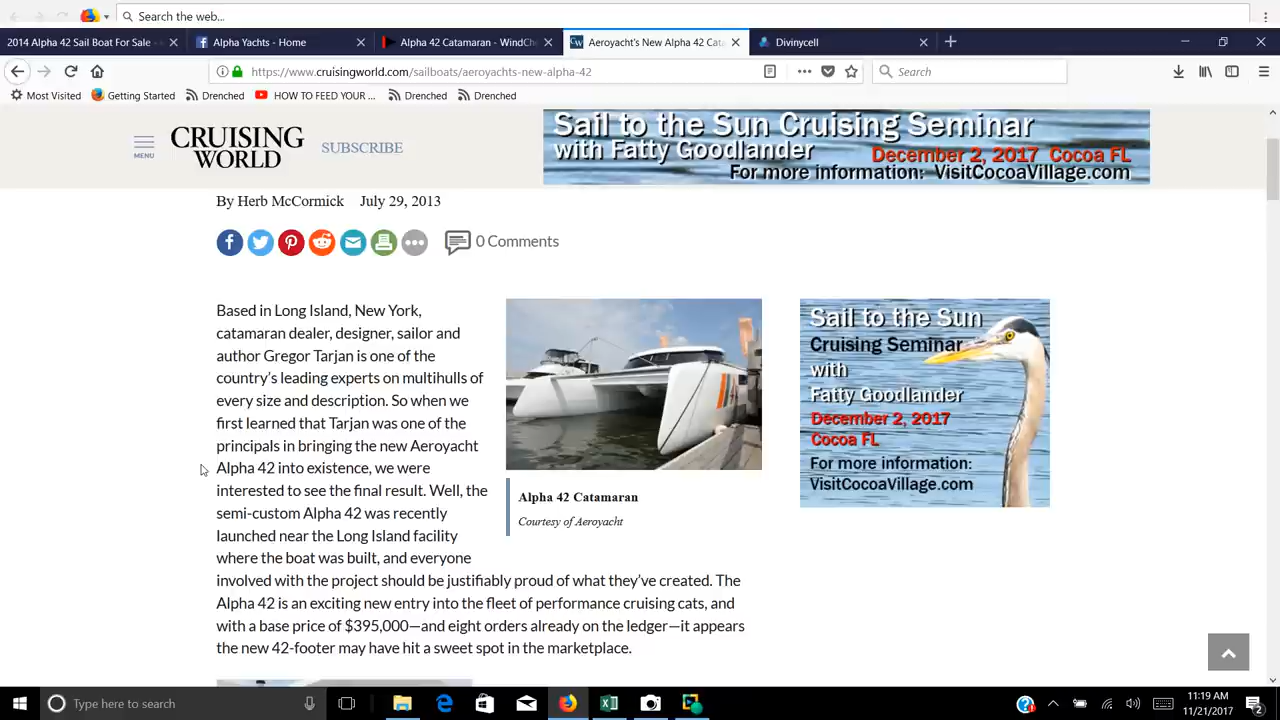 Search the web...
2014 Alpha 42 Sail Boat For Sale -
Alpha Yachts - Home
Alpha 42 Catamaran - WindCh
Aeroyacht's New Alpha 42 Cata
Divinycell
https://www.cruisingworld.com/sailboats/aeroyachts-new-alpha-42
Search
Most Visited
Getting Started
Drenched
HOW TO FEED YOUR ...
Drenched
Drenched
MENU
CRUISING
WORLD
SUBSCRIBE
Sail to the Sun Cruising Seminar
with Fatty Goodlander
December 2, 2017 Cocoa FL
For more information: VisitCocoaVillage.com
By Herb McCormick July 29, 2013
0 Comments
Based in Long Island, New York,
catamaran dealer, designer, sailor and
author Gregor Tarjan is one of the
country's leading experts on multihulls of
every size and description. So when we
first learned that Tarjan was one of the
principals in bringing the new Aeroyacht
Alpha 42 into existence, we were
interested to see the final result. Well, the
semi-custom Alpha 42 was recently
launched near the Long Island facility
where the boat was built, and everyone
involved with the project should be justifiably proud of what they've created. The
Alpha 42 is an exciting new entry into the fleet of performance cruising cats, and
with a base price of $395,000—and eight orders already on the ledger—it appears
the new 42-footer may have hit a sweet spot in the marketplace.
Alpha 42 Catamaran
Courtesy of Aeroyacht
Sail to the Sun
Cruising Seminar
with
Fatty Goodlander
December 2, 2017
Cocoa FL
For more information:
VisitCocoaVillage.com
Type here to search
11:19 AM
11/21/2017
2